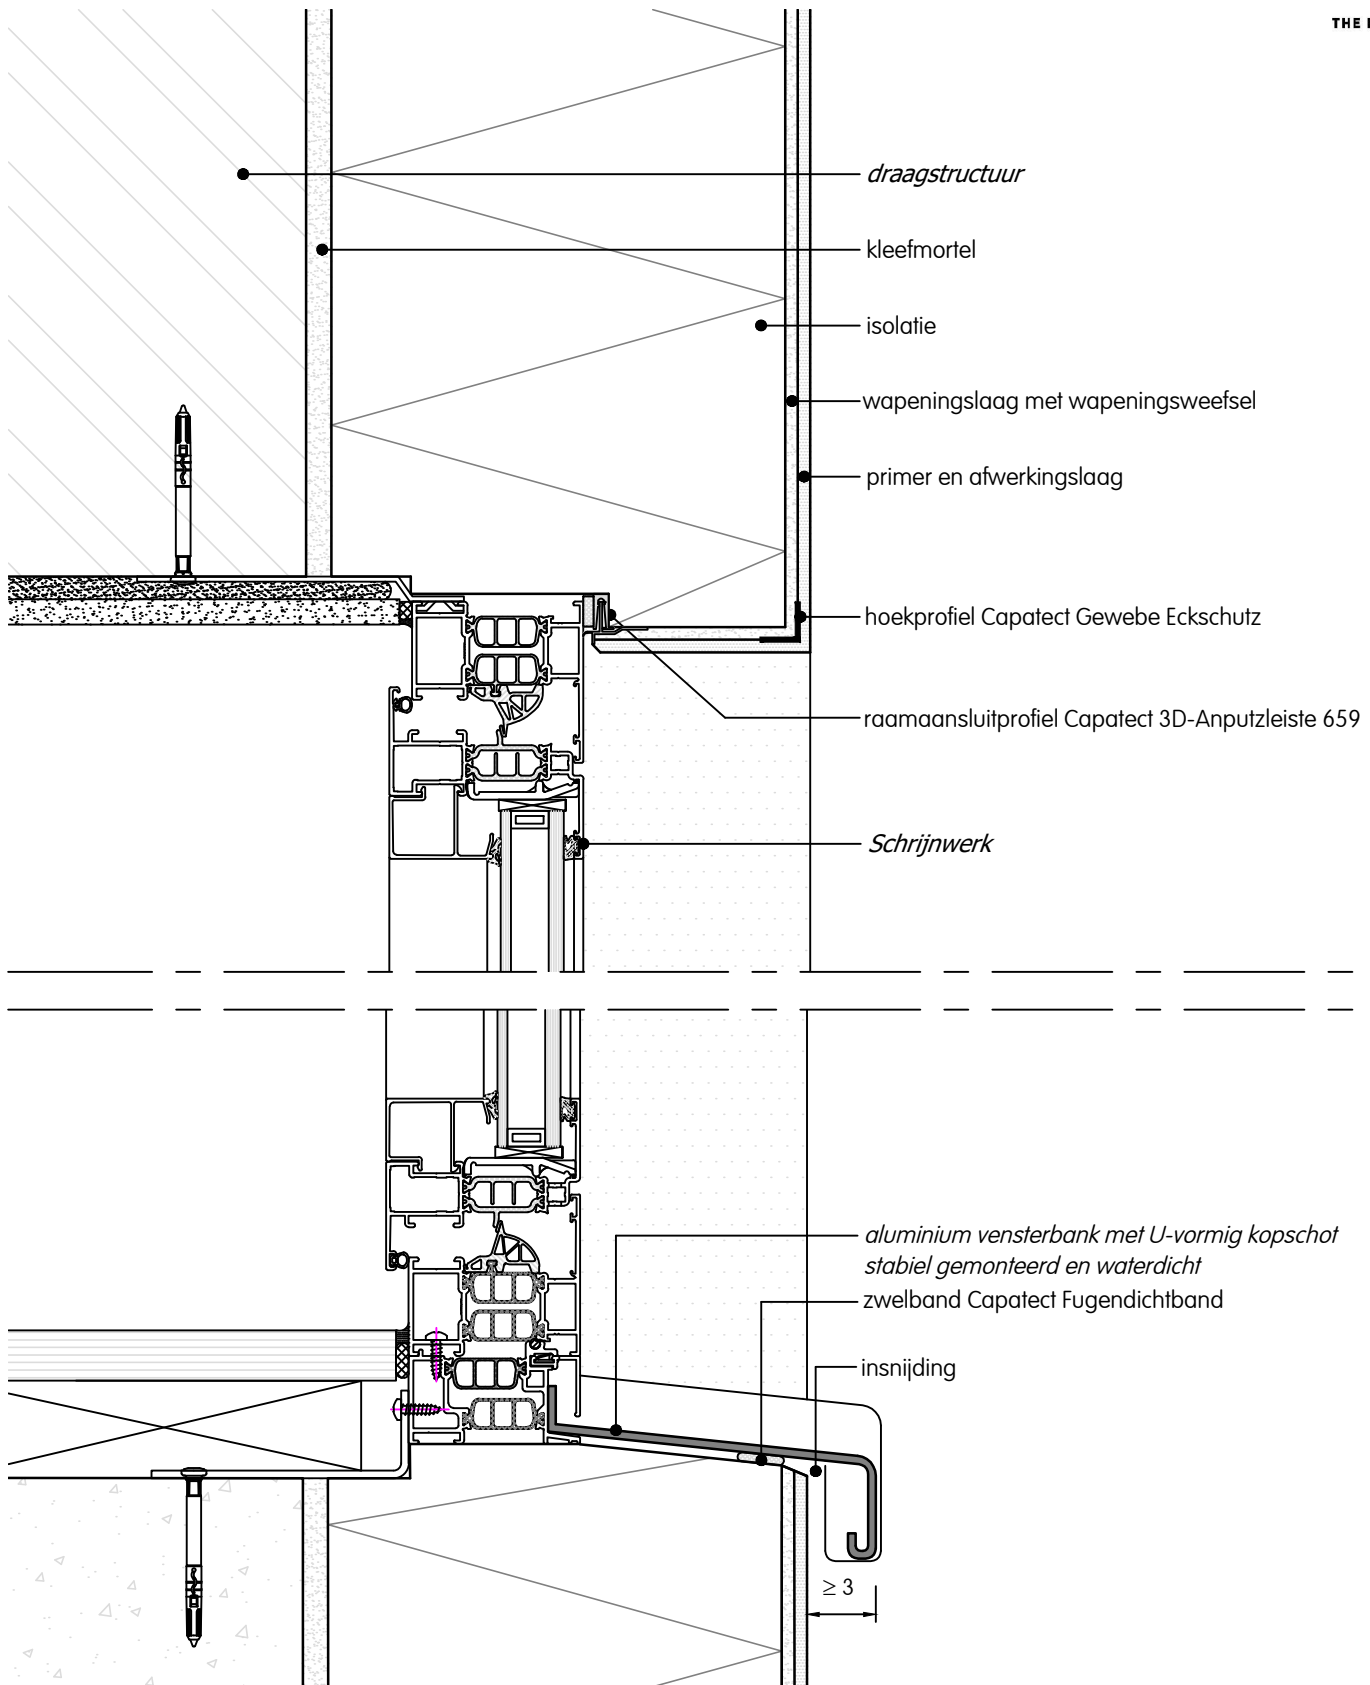 THE
draagstructuur
kleefmortel
isolatie
wapeningslaag met wapeningsweefsel
primer en afwerkingslaag
hoekprofiel Capatect Gewebe Eckschutz
raamaansluitprofiel Capatect 3D-Anputzleiste 659
Schrijnwerk
aluminium vensterbank met U-vormig kopschot
stabiel gemonteerd en waterdicht
zwelband Capatect Fugendichtband
insnijding
≥ 3